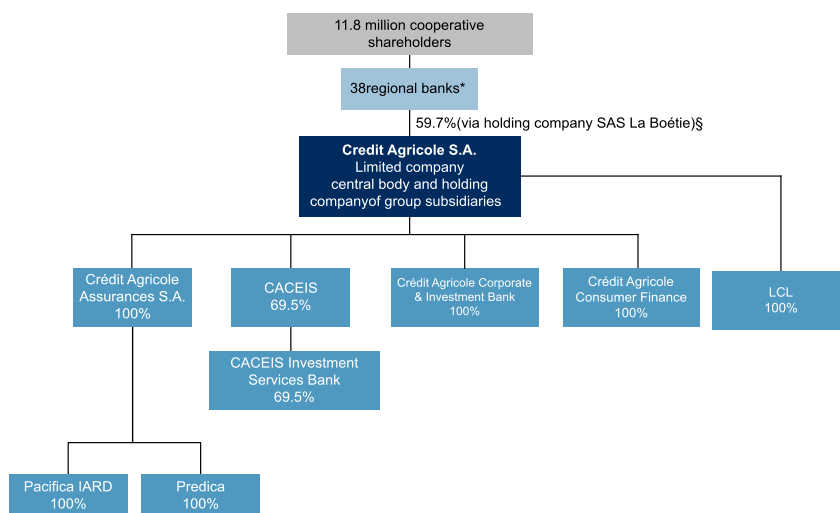 11.8 million cooperative
shareholders
38regional banks*
59.7%(via holding company SAS La Boétie)§
Credit Agricole S.A.
Limited company
central body and holding
companyof group subsidiaries
Crédit Agricole
Assurances S.A.
100%
CACEIS
69.5%
Crédit Agricole Corporate
& Investment Bank
100%
Crédit Agricole
Consumer Finance
100%
LCL
100%
CACEIS Investment
Services Bank
69.5%
Pacifica IARD
100%
Predica
100%